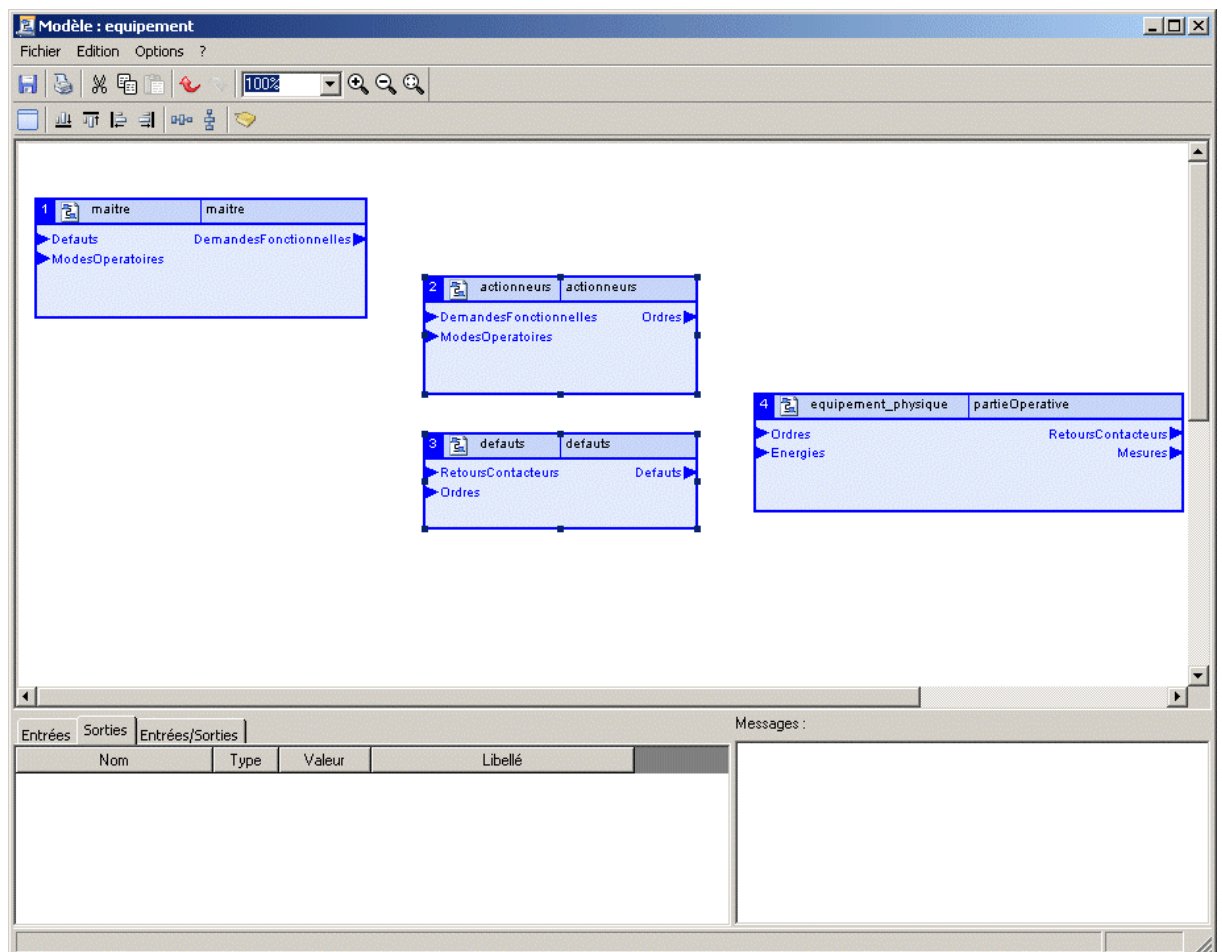 Modèle : equipement
Fichier Edition Options ?
100%
1 maitre maitre
Defauts DemandesFonctionnelles
ModesOperatoires
2 actionneurs actionneurs
DemandesFonctionnelles Ordres
ModesOperatoires
3 defauts defauts
RetoursContacteurs Defauts
Ordres
4 equipement_physique partieOperative
Ordres RetoursContacteurs
Energies Mesures
Entrées Sorties Entrées/Sorties
Nom Type Valeur Libellé
Messages :